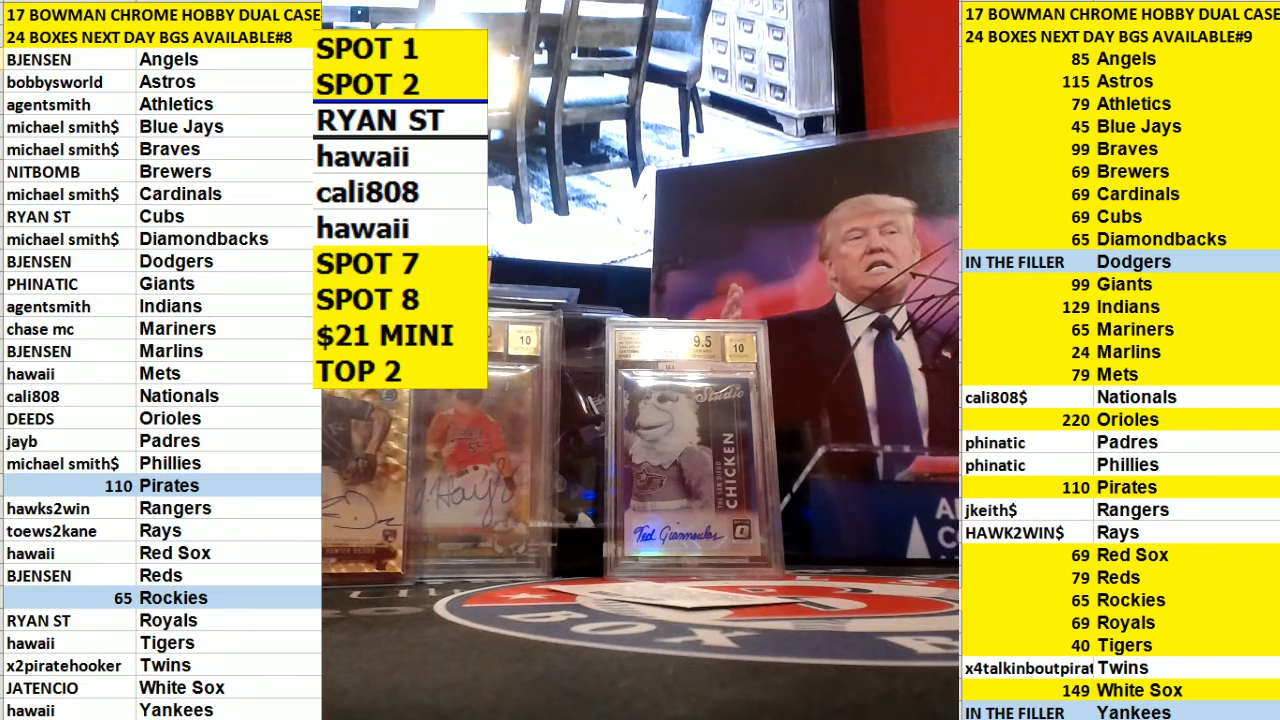 17 BOWMAN CHROME HOBBY DUAL CASE
24 BOXES NEXT DAY BGS AVAILABLE#8
BJENSEN Angels
bobbysworld Astros
agentsmith Athletics
michael smith$ Blue Jays
michael smith$ Braves
NITBOMB Brewers
michael smith$ Cardinals
RYAN ST Cubs
michael smith$ Diamondbacks
BJENSEN Dodgers
PHINATIC Giants
agentsmith Indians
chase mc Mariners
BJENSEN Marlins
hawaii Mets
cali808 Nationals
DEEDS Orioles
jayb Padres
michael smith$ Phillies
110 Pirates
hawks2win Rangers
toews2kane Rays
hawaii Red Sox
BJENSEN Reds
65 Rockies
RYAN ST Royals
hawaii Tigers
x2piratehooker Twins
JATENCIO White Sox
hawaii Yankees
SPOT 1
SPOT 2
RYAN ST
hawaii
cali808
hawaii
SPOT 7
SPOT 8
$21 MINI
TOP 2
10
9.5
10
Studio
THE SAN DIEGO
CHICKEN
Ted Giannoulas
BOX
17 BOWMAN CHROME HOBBY DUAL CASE
24 BOXES NEXT DAY BGS AVAILABLE#9
85 Angels
115 Astros
79 Athletics
45 Blue Jays
99 Braves
69 Brewers
69 Cardinals
69 Cubs
65 Diamondbacks
IN THE FILLER Dodgers
99 Giants
129 Indians
65 Mariners
24 Marlins
79 Mets
cali808$ Nationals
220 Orioles
phinatic Padres
phinatic Phillies
110 Pirates
jkeith$ Rangers
HAWK2WIN$ Rays
69 Red Sox
79 Reds
65 Rockies
69 Royals
40 Tigers
x4talkinboutpirat Twins
149 White Sox
IN THE FILLER Yankees